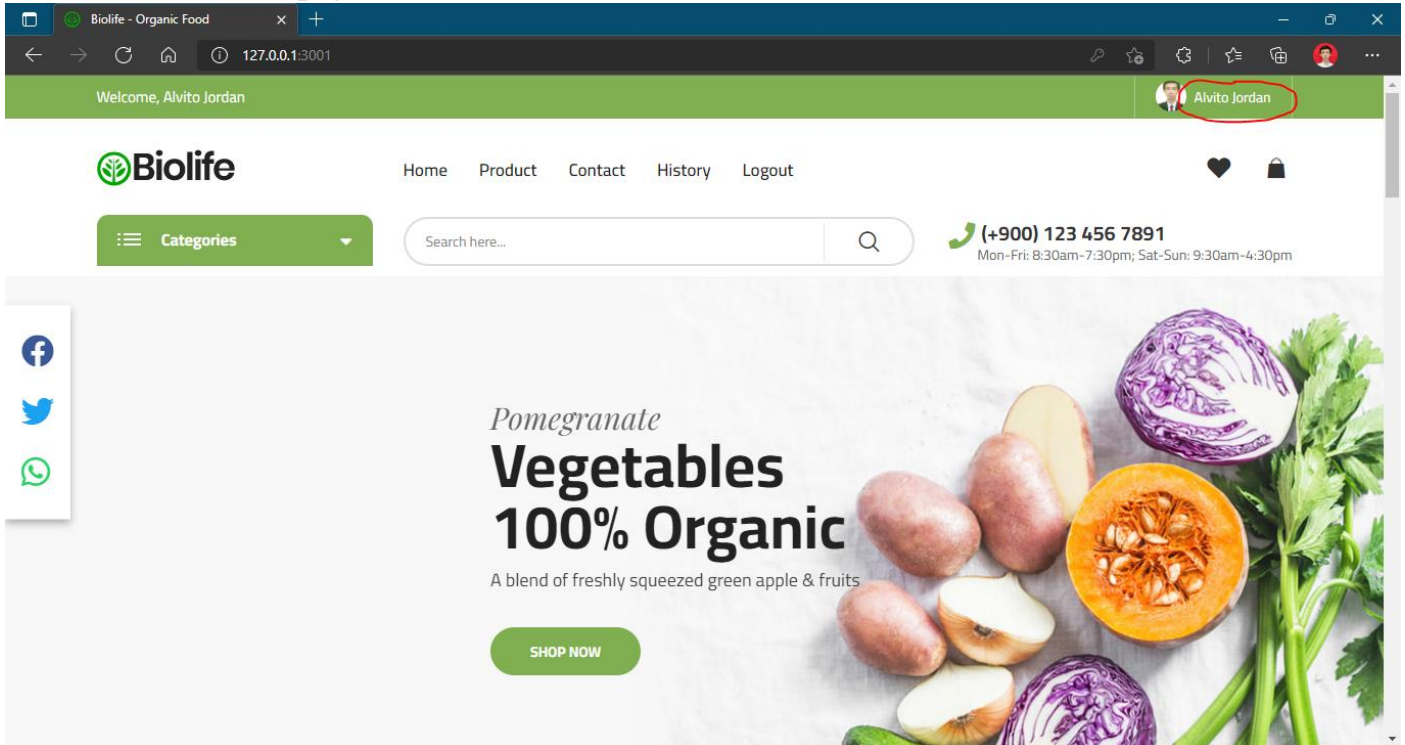 Biolife - Organic Food
127.0.0.1:3001
Welcome, Alvito Jordan
Alvito Jordan
Biolife
Home Product Contact History Logout
Categories
Search here...
(+900) 123 456 7891
Mon-Fri: 8:30am-7:30pm; Sat-Sun: 9:30am-4:30pm
Pomegranate
Vegetables
100% Organic
A blend of freshly squeezed green apple & fruits
SHOP NOW